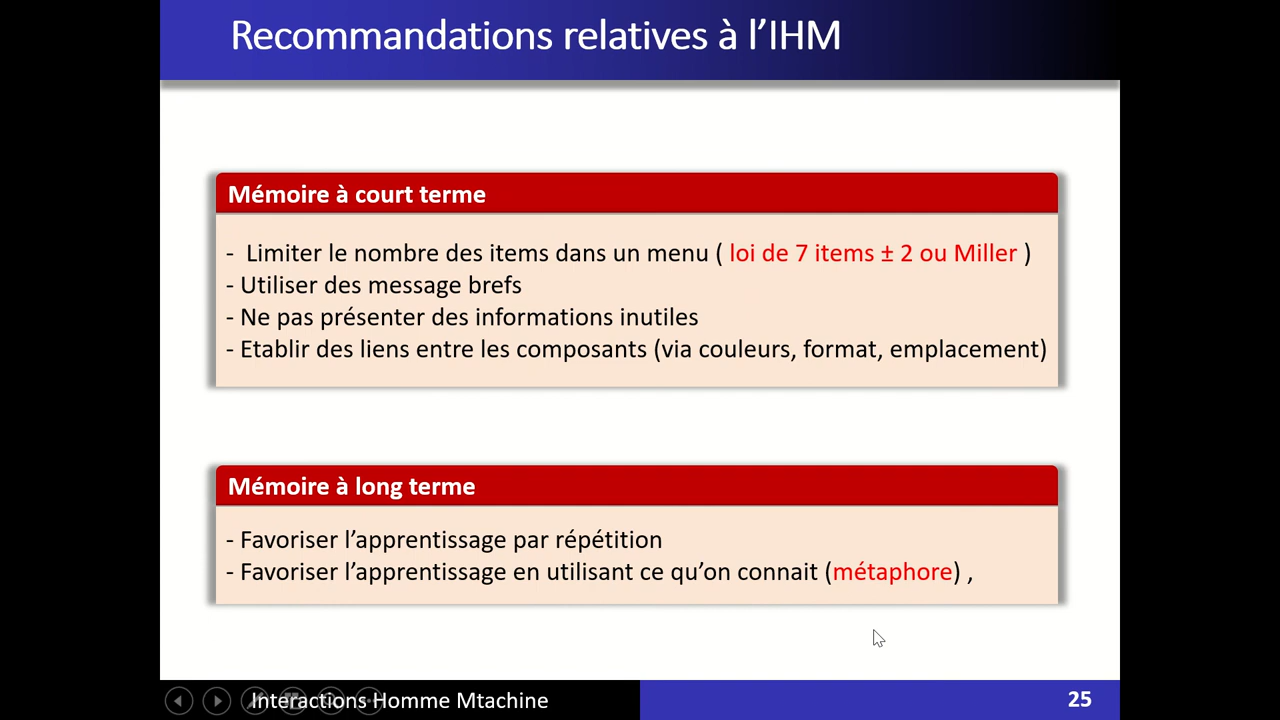 Recommandations relatives à l’IHM
Mémoire à court terme
- Limiter le nombre des items dans un menu ( loi de 7 items ± 2 ou Miller )
- Utiliser des message brefs
- Ne pas présenter des informations inutiles
- Etablir des liens entre les composants (via couleurs, format, emplacement)
Mémoire à long terme
- Favoriser l’apprentissage par répétition
- Favoriser l’apprentissage en utilisant ce qu’on connait (métaphore) ,
Interactions Homme Mtachine
25